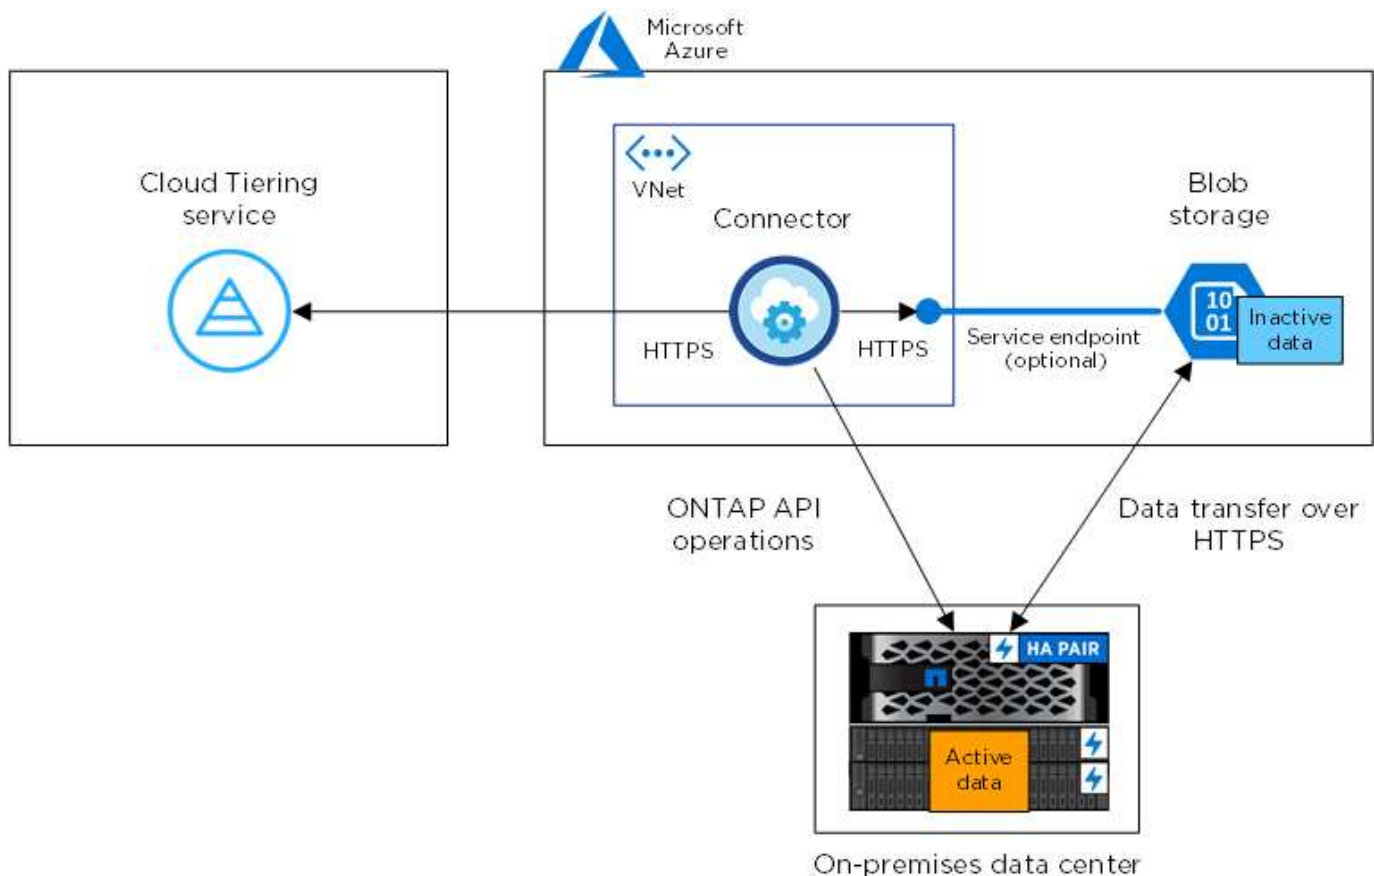 Microsoft
Azure
Cloud Tiering
service
VNet
Connector
Blob
storage
10
01
Inactive
data
HTTPS
HTTPS
Service endpoint
(optional)
ONTAP API
operations
Data transfer over
HTTPS
HA PAIR
Active
data
On-premises data center